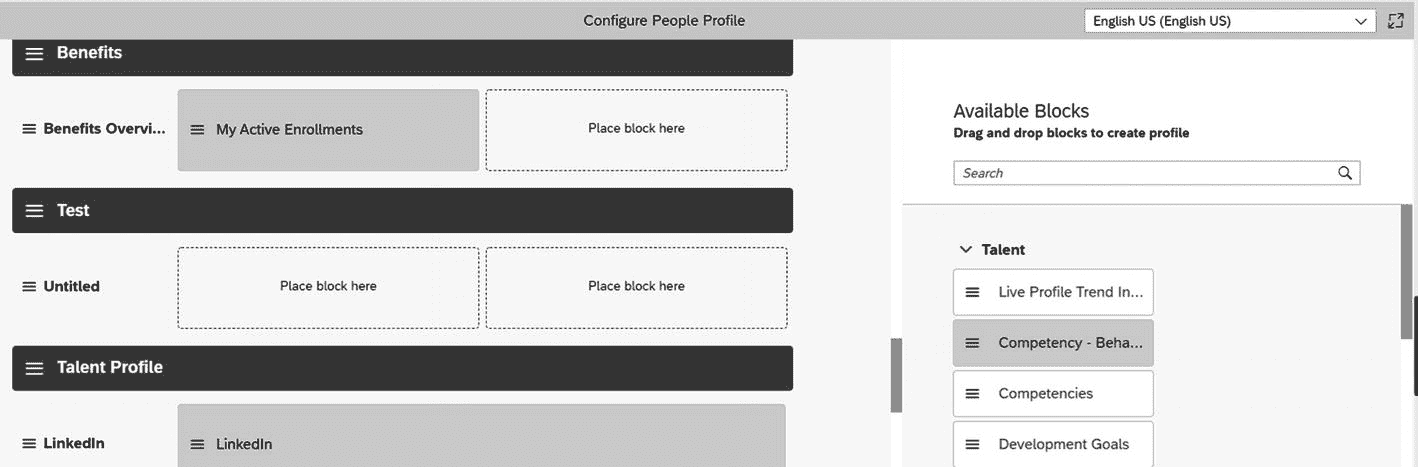 Configure People Profile
English US (English US)
Benefits
Benefits Overvi...
My Active Enrollments
Place block here
Test
Untitled
Place block here
Place block here
Talent Profile
LinkedIn
LinkedIn
Available Blocks
Drag and drop blocks to create profile
Search
Talent
Live Profile Trend In...
Competency - Beha...
Competencies
Development Goals